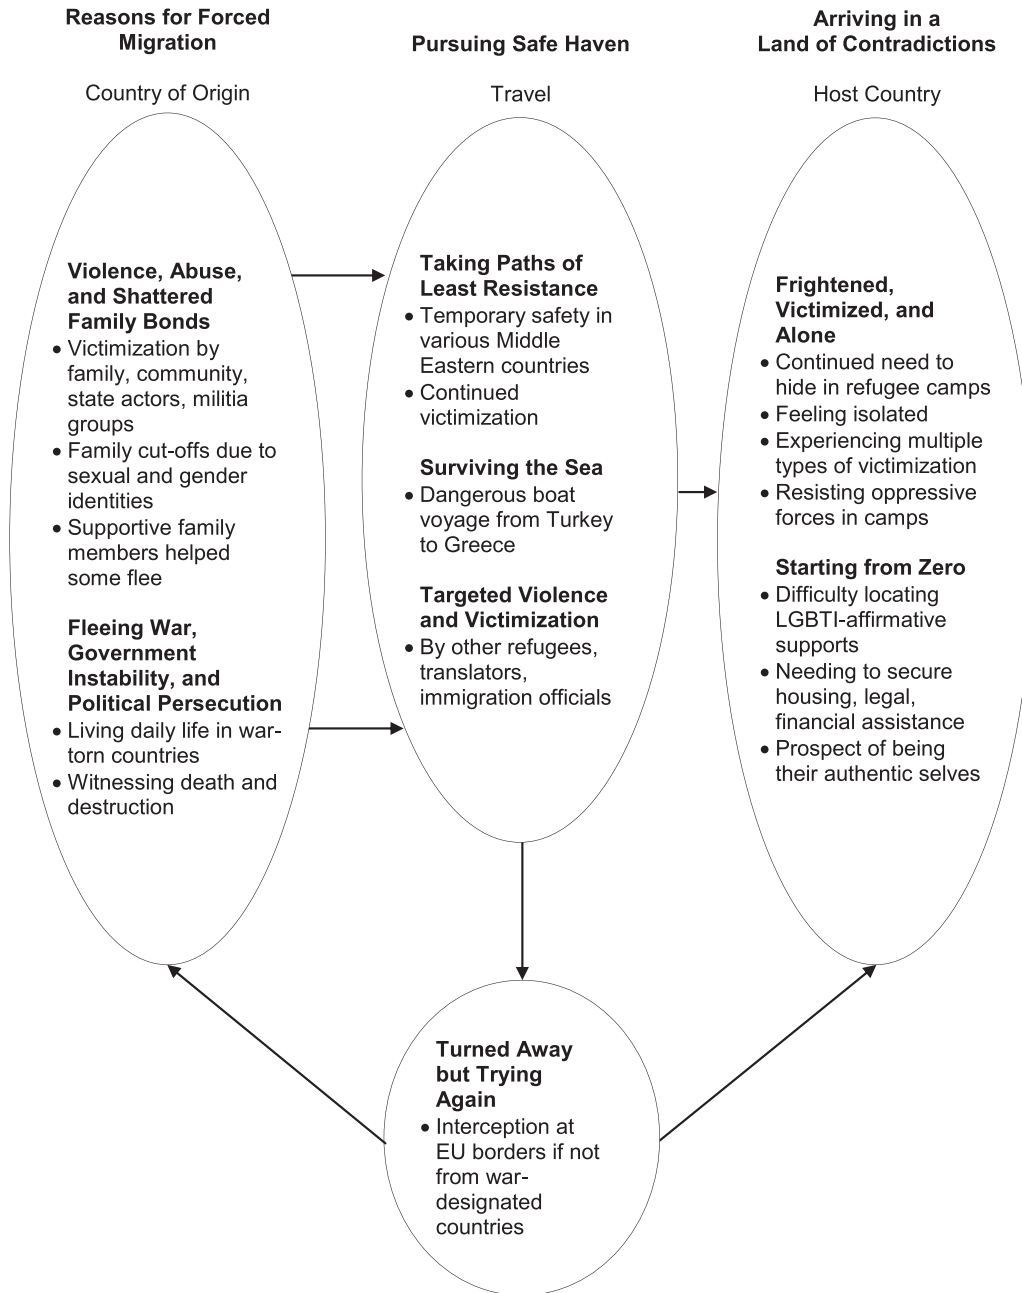 Reasons for Forced
Migration
Country of Origin
Violence, Abuse,
and Shattered
Family Bonds
• Victimization by
family, community,
state actors, militia
groups
• Family cut-offs due to
sexual and gender
identities
• Supportive family
members helped
some flee
Fleeing War,
Government
Instability, and
Political Persecution
• Living daily life in war-
torn countries
• Witnessing death and
destruction
Pursuing Safe Haven
Travel
Taking Paths of
Least Resistance
• Temporary safety in
various Middle
Eastern countries
• Continued
victimization
Surviving the Sea
• Dangerous boat
voyage from Turkey
to Greece
Targeted Violence
and Victimization
• By other refugees,
translators,
immigration officials
Arriving in a
Land of Contradictions
Host Country
Frightened,
Victimized, and
Alone
• Continued need to
hide in refugee camps
• Feeling isolated
• Experiencing multiple
types of victimization
• Resisting oppressive
forces in camps
Starting from Zero
• Difficulty locating
LGBTI-affirmative
supports
• Needing to secure
housing, legal,
financial assistance
• Prospect of being
their authentic selves
Turned Away
but Trying
Again
• Interception at
EU borders if not
from war-
designated
countries